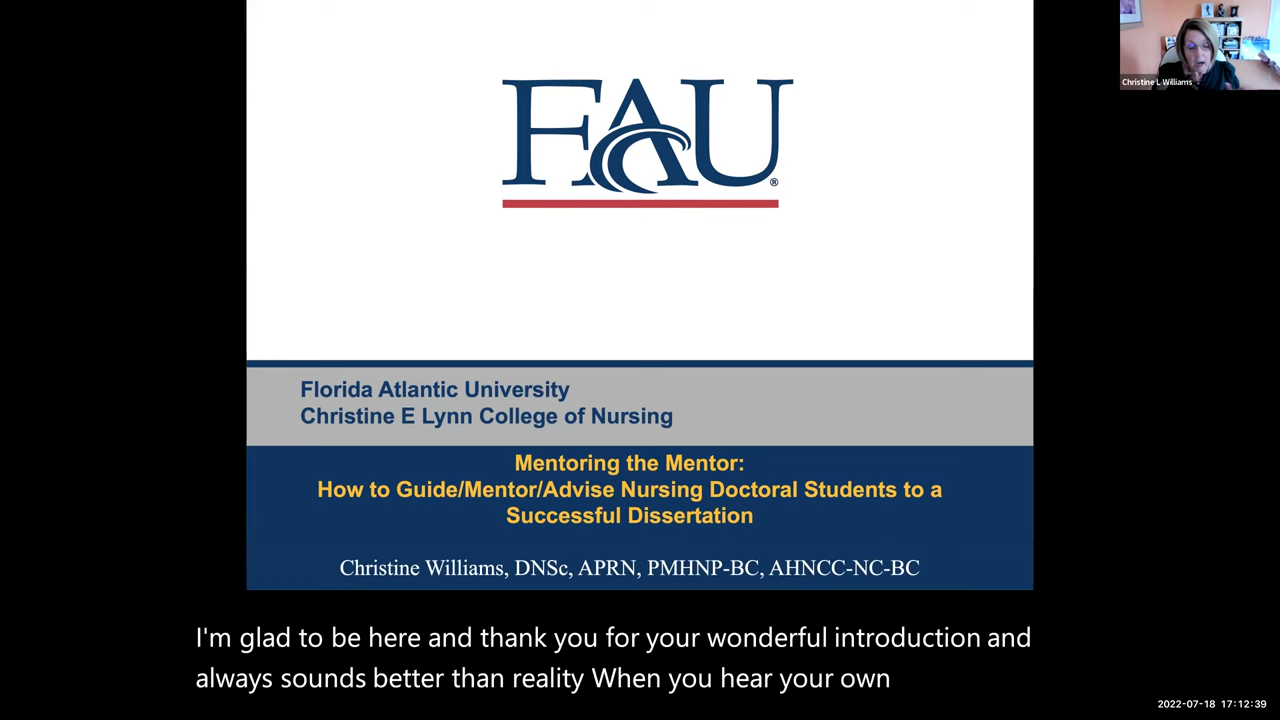 Christine L Williams
FAU®
Florida Atlantic University
Christine E Lynn College of Nursing
Mentoring the Mentor:
How to Guide/Mentor/Advise Nursing Doctoral Students to a
Successful Dissertation
Christine Williams, DNSc, APRN, PMHNP-BC, AHNCC-NC-BC
I'm glad to be here and thank you for your wonderful introduction and
always sounds better than reality When you hear your own
2022-07-18 17:12:39